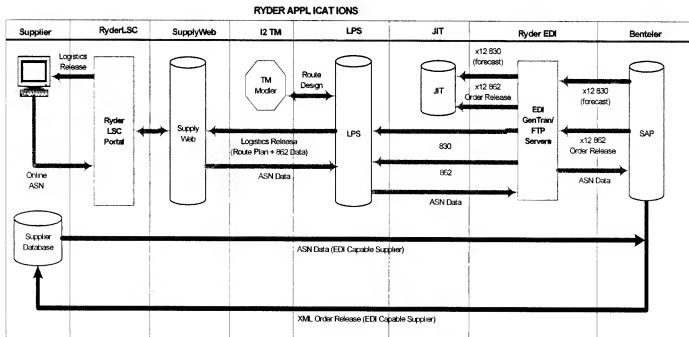 RYDER APPLICATIONS
Supplier
RyderLSC
SupplyWeb
I2 TM
LPS
JIT
Ryder EDI
Benteler
Logistics
Release
Online
ASN
Ryder
LSC
Portal
Supply
Web
TM
Modler
Route
Design
LPS
Logistics Release
(Route Plan + 862 Data)
ASN Data
JIT
x12 830
(forecast)
x12 862
Order Release
830
862
ASN Data
EDI
GenTran/
FTP
Servers
x12 830
(forecast)
x12 862
Order Release
ASN Data
SAP
Supplier
Database
ASN Data (EDI Capable Supplier)
XML Order Release (EDI Capable Supplier)